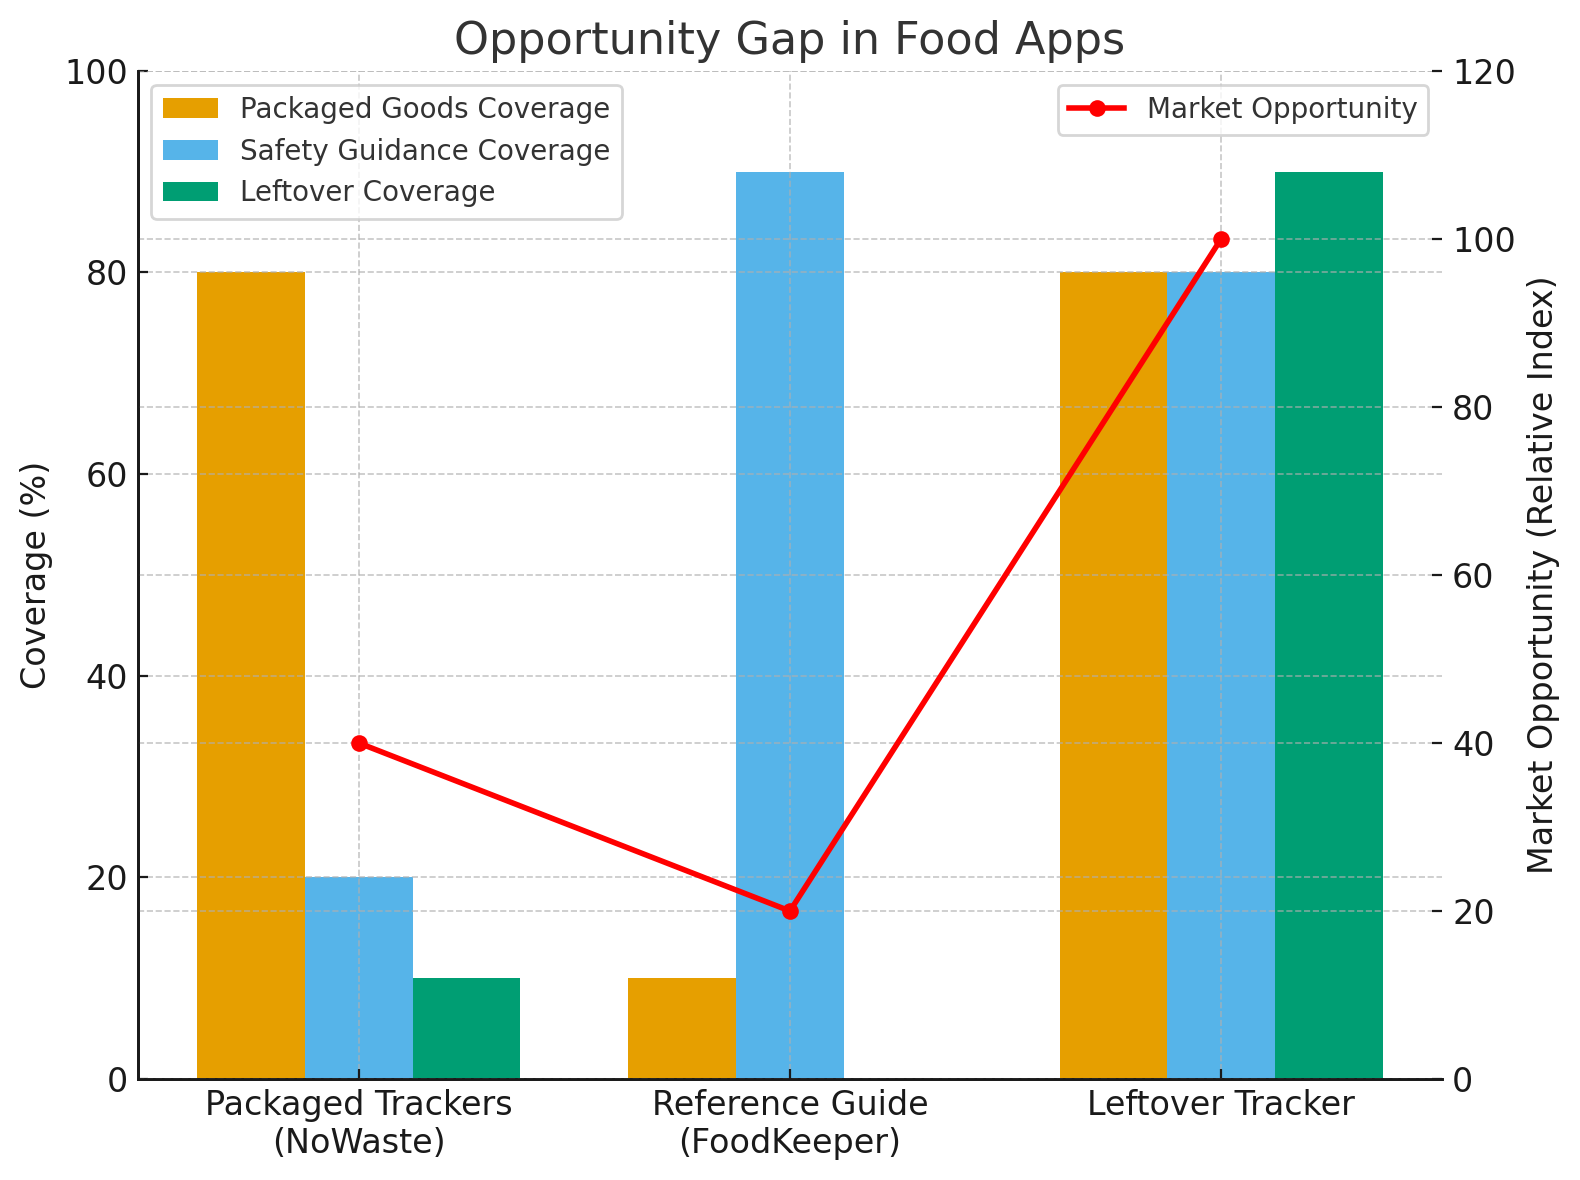 Opportunity Gap in Food Apps
Packaged Goods Coverage
Safety Guidance Coverage
Leftover Coverage
Market Opportunity
Coverage (%)
100
80
60
40
20
0
Market Opportunity (Relative Index)
120
100
80
60
40
20
0
Packaged Trackers
(NoWaste)
Reference Guide
(FoodKeeper)
Leftover Tracker